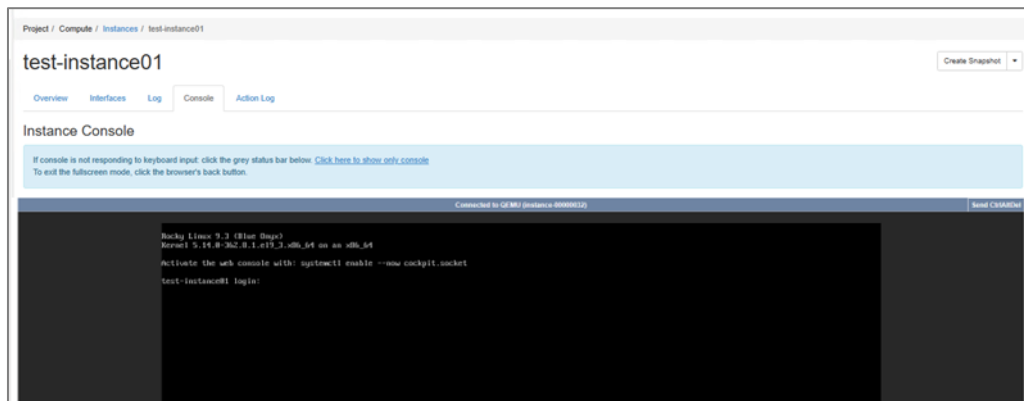 Project / Compute / Instances / test-instance01
test-instance01
Create Snapshot
Overview Interfaces Log Console Action Log
Instance Console
If console is not responding to keyboard input: click the grey status bar below. Click here to show only console
To exit the fullscreen mode, click the browser's back button.
Connected to QEMU (instance-00000032) Send CtrlAltDel
Rocky Linux 9.3 (Blue Onyx)
Kernel 5.14.0-362.8.1.el9_3.x86_64 on an x86_64
Activate the web console with: systemctl enable --now cockpit.socket
test-instance01 login: